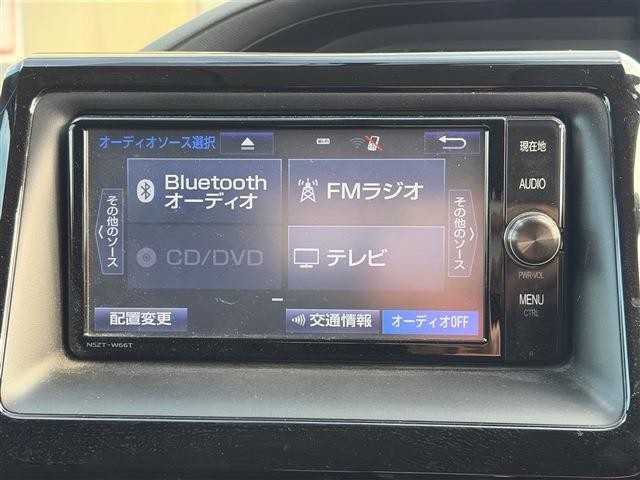 オーディオソース選択
Wi-Fi
現在地
Bluetooth
オーディオ
FMラジオ
AUDIO
その他のソース
その他のソース
CD/DVD
テレビ
PWR·VOL
MENU
CTRL
配置変更
交通情報
オーディオOFF
NSZT-W66T